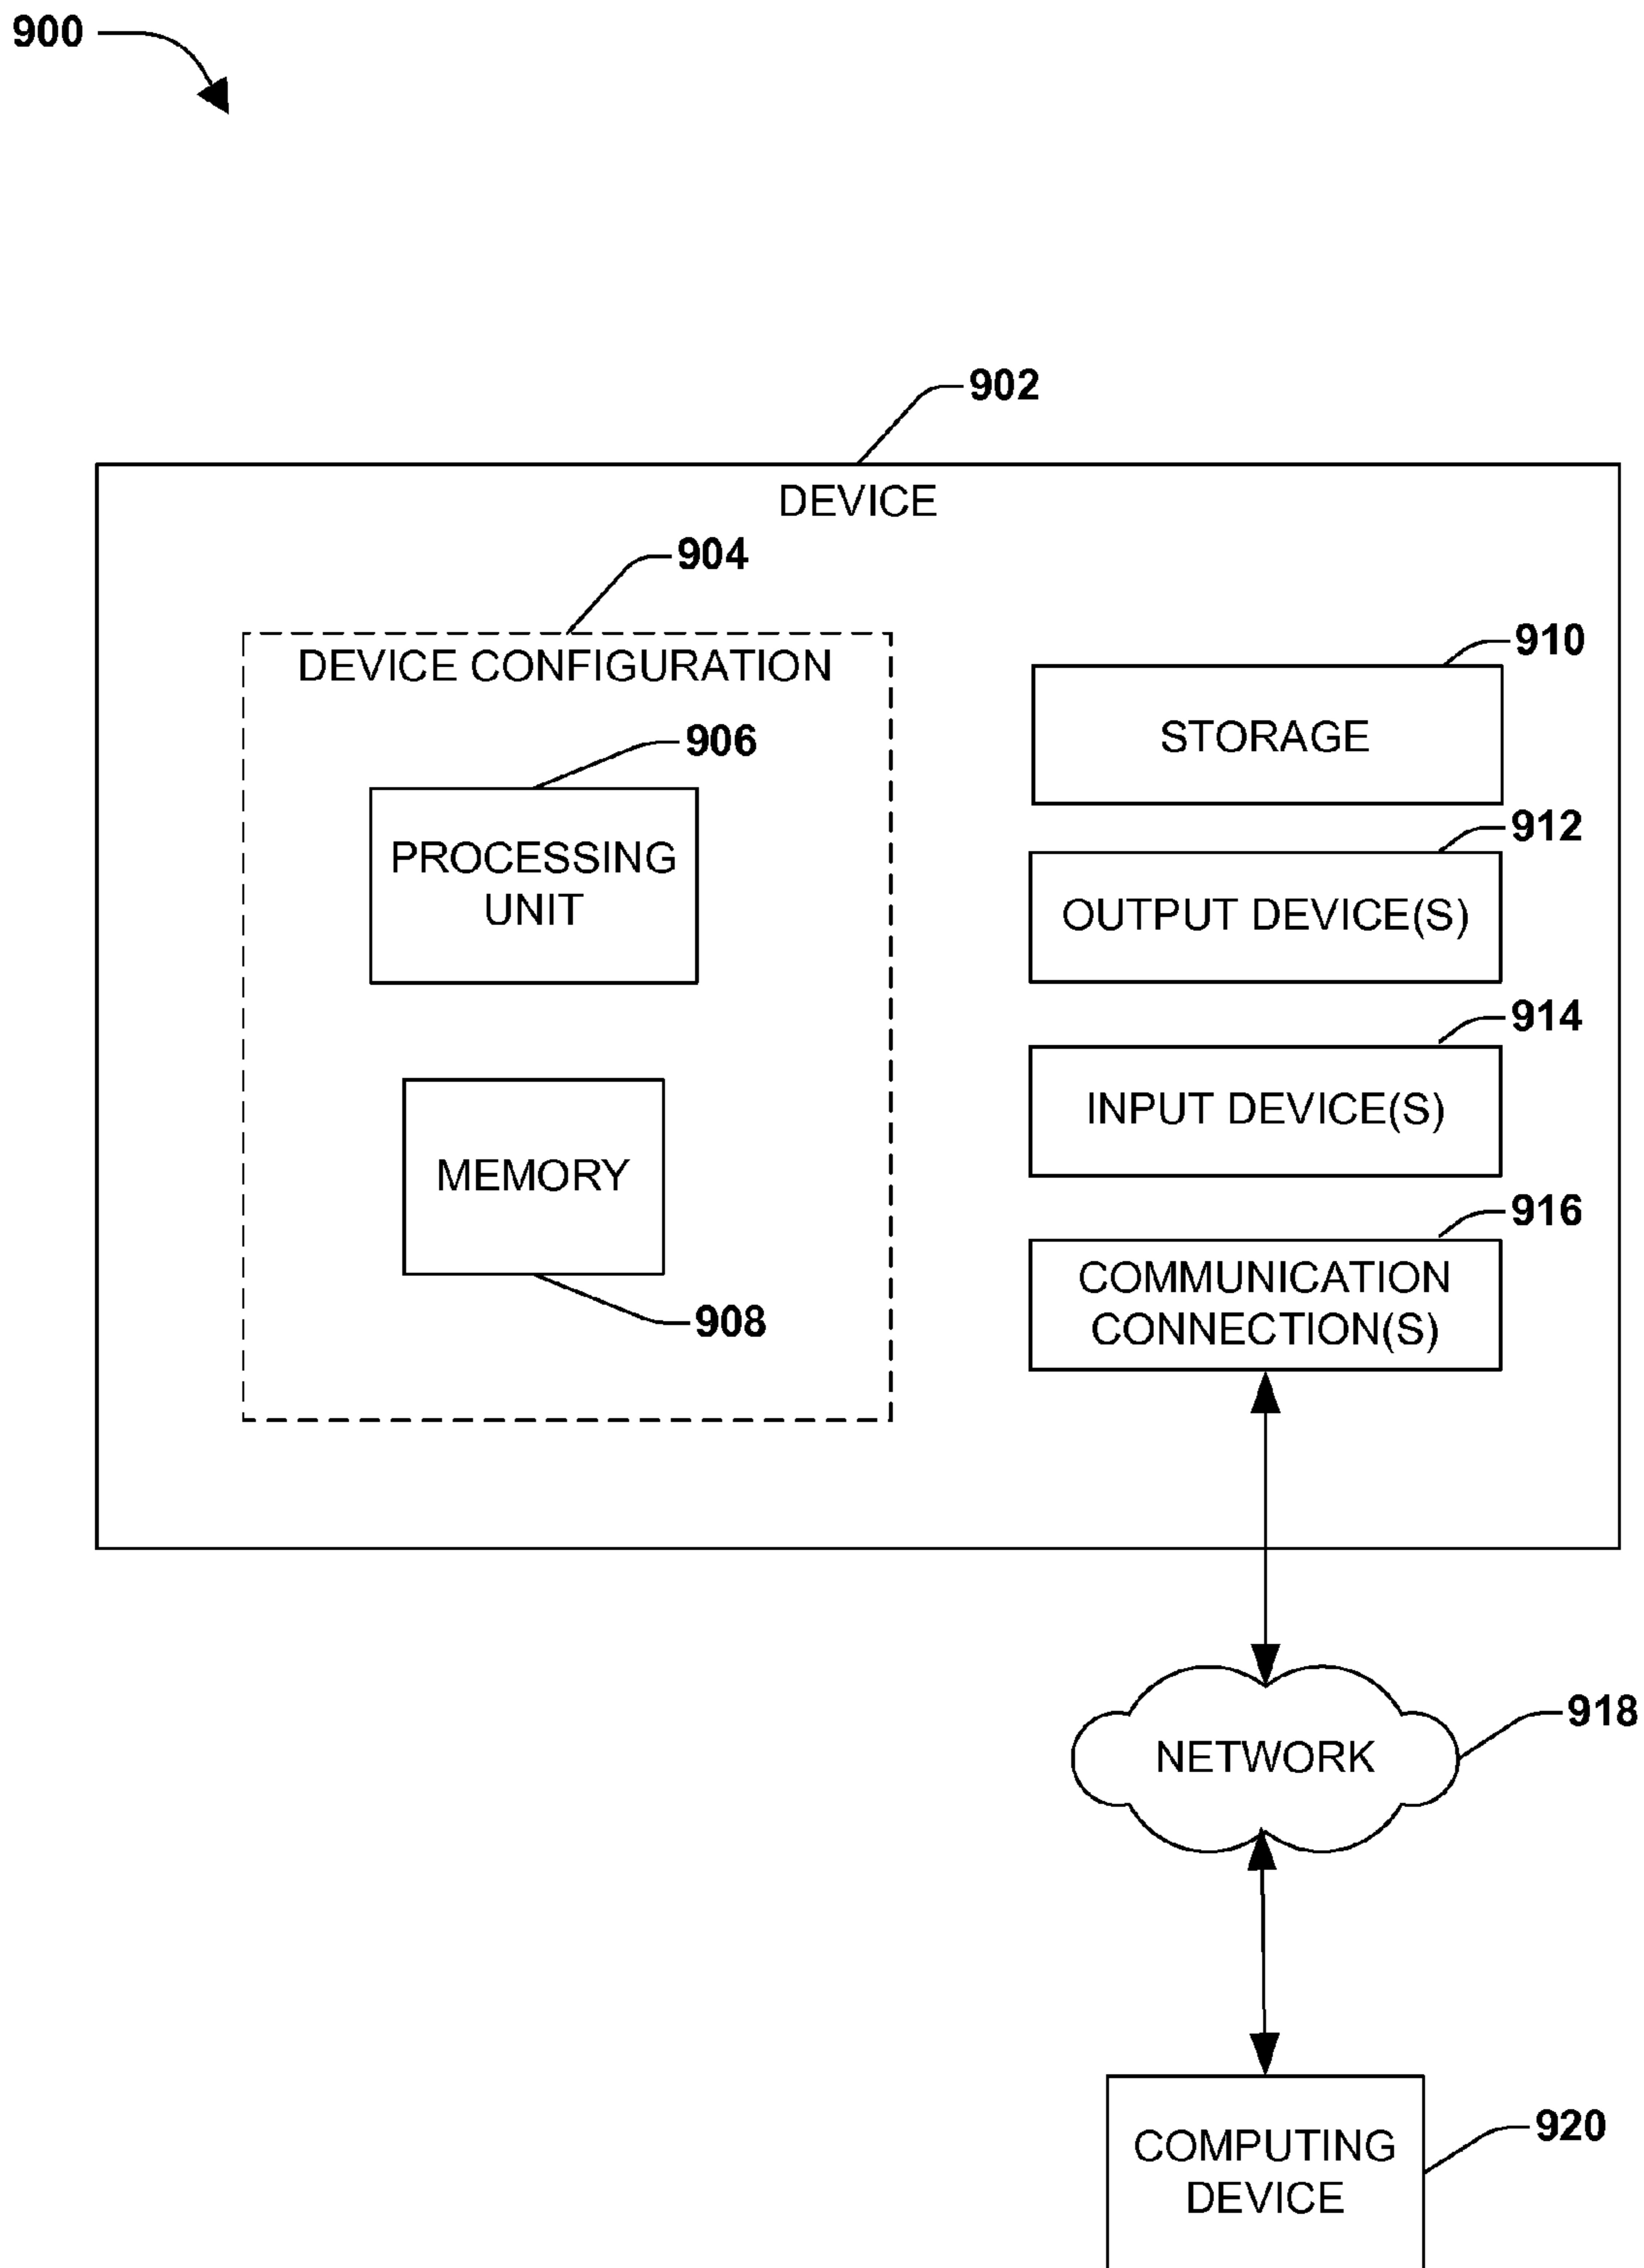 900
902
DEVICE
904
DEVICE CONFIGURATION
906
PROCESSING
UNIT
MEMORY
908
910
STORAGE
912
OUTPUT DEVICE(S)
914
INPUT DEVICE(S)
916
COMMUNICATION
CONNECTION(S)
918
NETWORK
920
COMPUTING
DEVICE